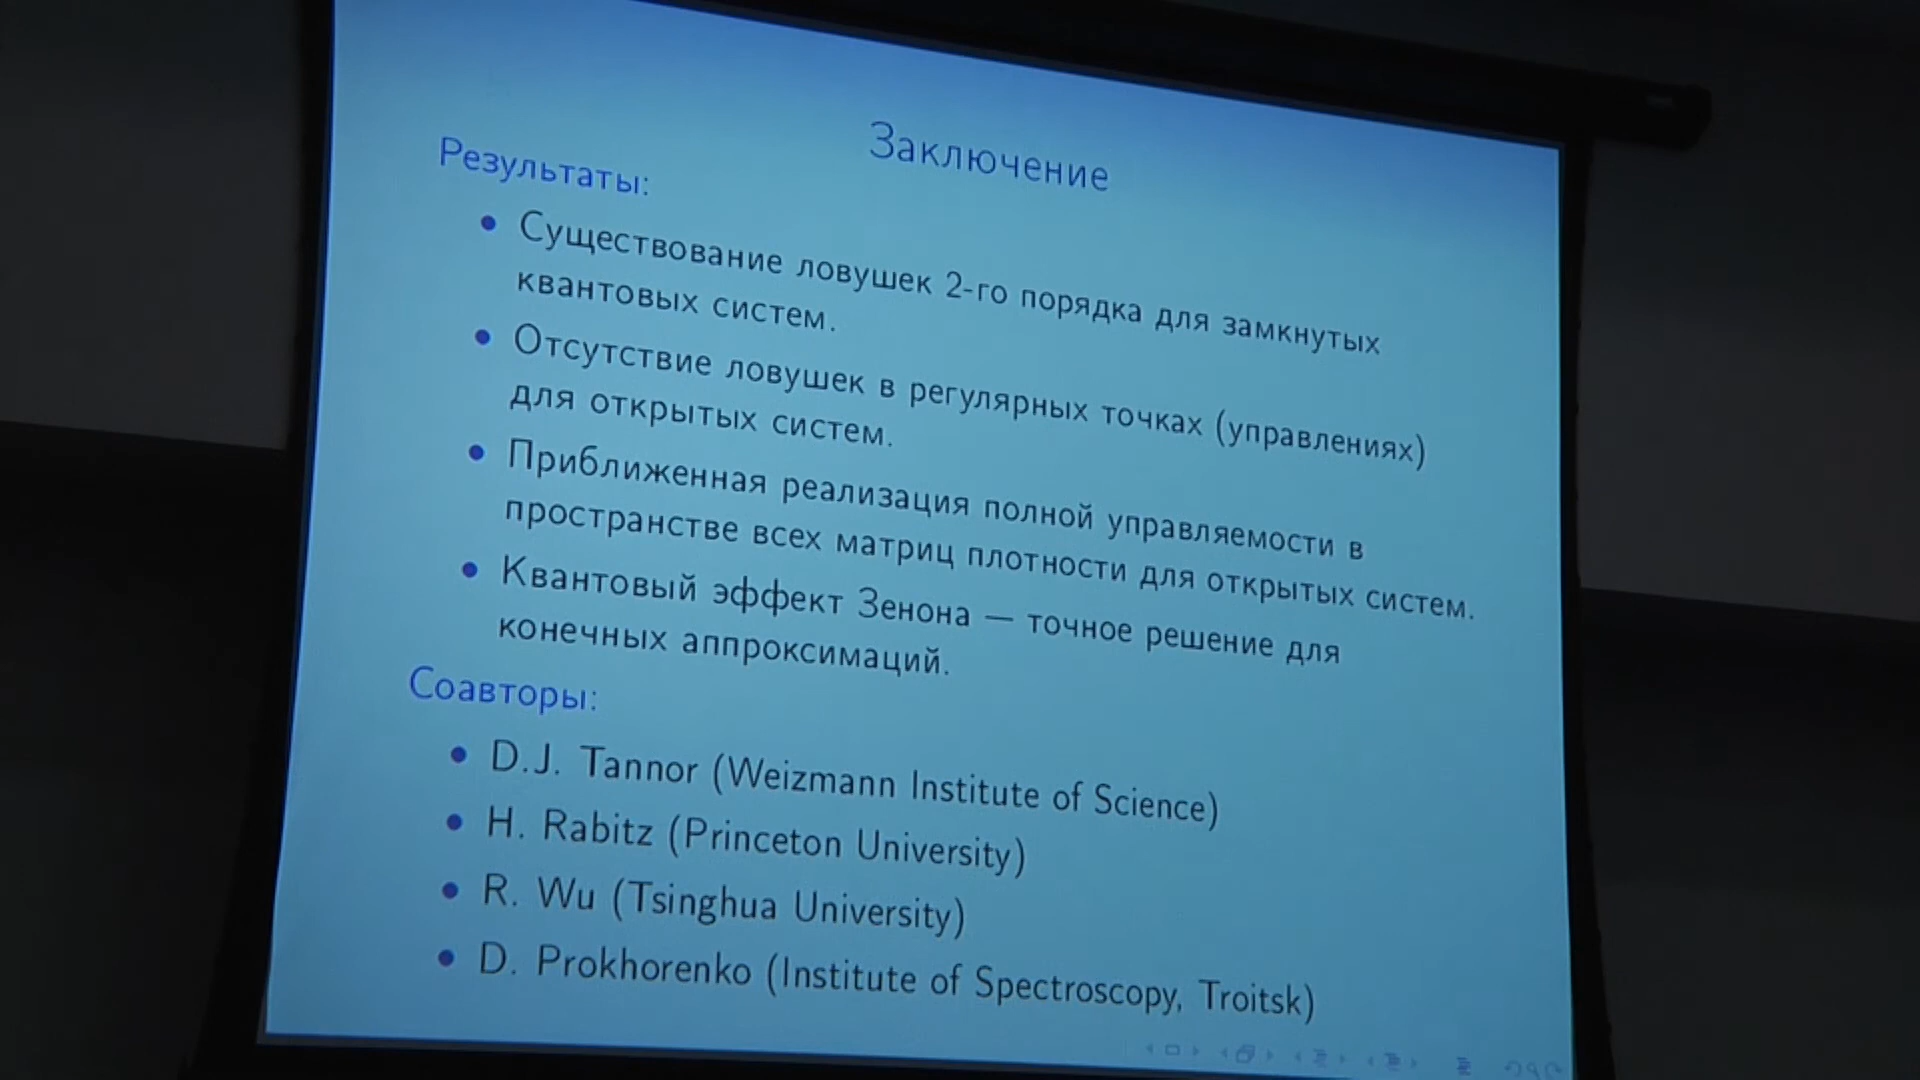 Заключение
Результаты:
• Существование ловушек 2-го порядка для замкнутых
квантовых систем.
• Отсутствие ловушек в регулярных точках (управлениях)
для открытых систем.
• Приближенная реализация полной управляемости в
пространстве всех матриц плотности для открытых систем.
• Квантовый эффект Зенона — точное решение для
конечных аппроксимаций.
Соавторы:
• D.J. Tannor (Weizmann Institute of Science)
• H. Rabitz (Princeton University)
• R. Wu (Tsinghua University)
• D. Prokhorenko (Institute of Spectroscopy, Troitsk)